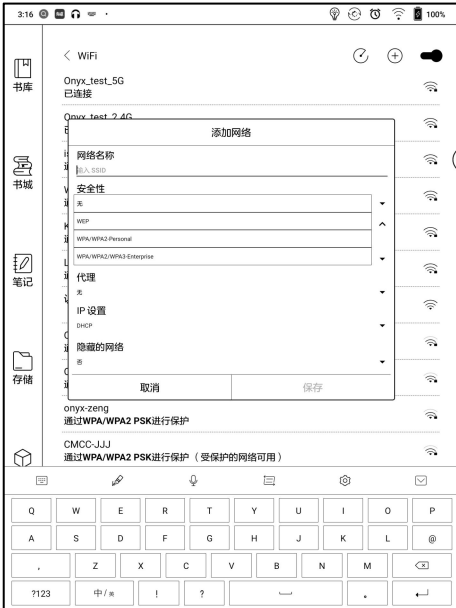 3:16
100%
WiFi
书库
Onyx_test_5G
已连接
Onyx_test_2.4G
添加网络
网络名称
输入 SSID
书城
安全性
无
WEP
WPA/WPA2-Personal
WPA/WPA2/WPA3-Enterprise
笔记
代理
无
IP 设置
DHCP
隐藏的网络
否
存储
取消
保存
onyx-zeng
通过WPA/WPA2 PSK进行保护
CMCC-JJJ
通过WPA/WPA2 PSK进行保护（受保护的网络可用）
Q W E R T Y U I O P
A S D F G H J K L @
, Z X C V B N M
?123 中/英 ! ? 。